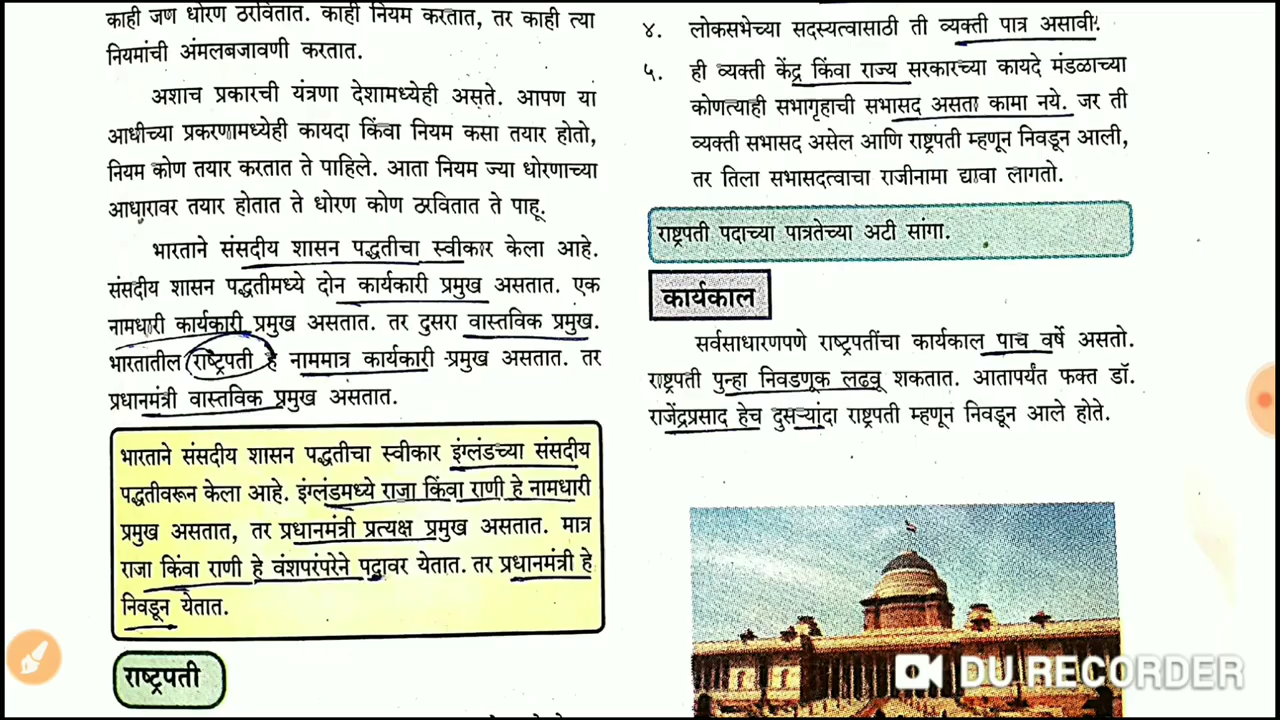 काही जण धोरण ठरवितात. काही नियम करतात, तर काही त्या
नियमांची अंमलबजावणी करतात.
अशाच प्रकारची यंत्रणा देशामध्येही असते. आपण या
आधीच्या प्रकरणामध्येही कायदा किंवा नियम कसा तयार होतो,
नियम कोण तयार करतात ते पाहिले. आता नियम ज्या धोरणाच्या
आधारावर तयार होतात ते धोरण कोण ठरवितात ते पाहू.
भारताने संसदीय शासन पद्धतीचा स्वीकार केला आहे.
संसदीय शासन पद्धतीमध्ये दोन कार्यकारी प्रमुख असतात. एक
नामधारी कार्यकारी प्रमुख असतात. तर दुसरा वास्तविक प्रमुख.
भारतातील राष्ट्रपती हे नाममात्र कार्यकारी प्रमुख असतात. तर
प्रधानमंत्री वास्तविक प्रमुख असतात.
भारताने संसदीय शासन पद्धतीचा स्वीकार इंग्लंडच्या संसदीय
पद्धतीवरून केला आहे. इंग्लंडमध्ये राजा किंवा राणी हे नामधारी
प्रमुख असतात, तर प्रधानमंत्री प्रत्यक्ष प्रमुख असतात. मात्र
राजा किंवा राणी हे वंशपरंपरेने पदावर येतात. तर प्रधानमंत्री हे
निवडून येतात.
राष्ट्रपती
४. लोकसभेच्या सदस्यत्वासाठी ती व्यक्ती पात्र असावी.
५. ही व्यक्ती केंद्र किंवा राज्य सरकारच्या कायदे मंडळाच्या
कोणत्याही सभागृहाची सभासद असता कामा नये. जर ती
व्यक्ती सभासद असेल आणि राष्ट्रपती म्हणून निवडून आली,
तर तिला सभासदत्वाचा राजीनामा द्यावा लागतो.
राष्ट्रपती पदाच्या पात्रतेच्या अटी सांगा.
कार्यकाल
सर्वसाधारणपणे राष्ट्रपतींचा कार्यकाल पाच वर्षे असतो.
राष्ट्रपती पुन्हा निवडणूक लढवू शकतात. आतापर्यंत फक्त डॉ.
राजेंद्रप्रसाद हेच दुसऱ्यांदा राष्ट्रपती म्हणून निवडून आले होते.
DU RECORDER